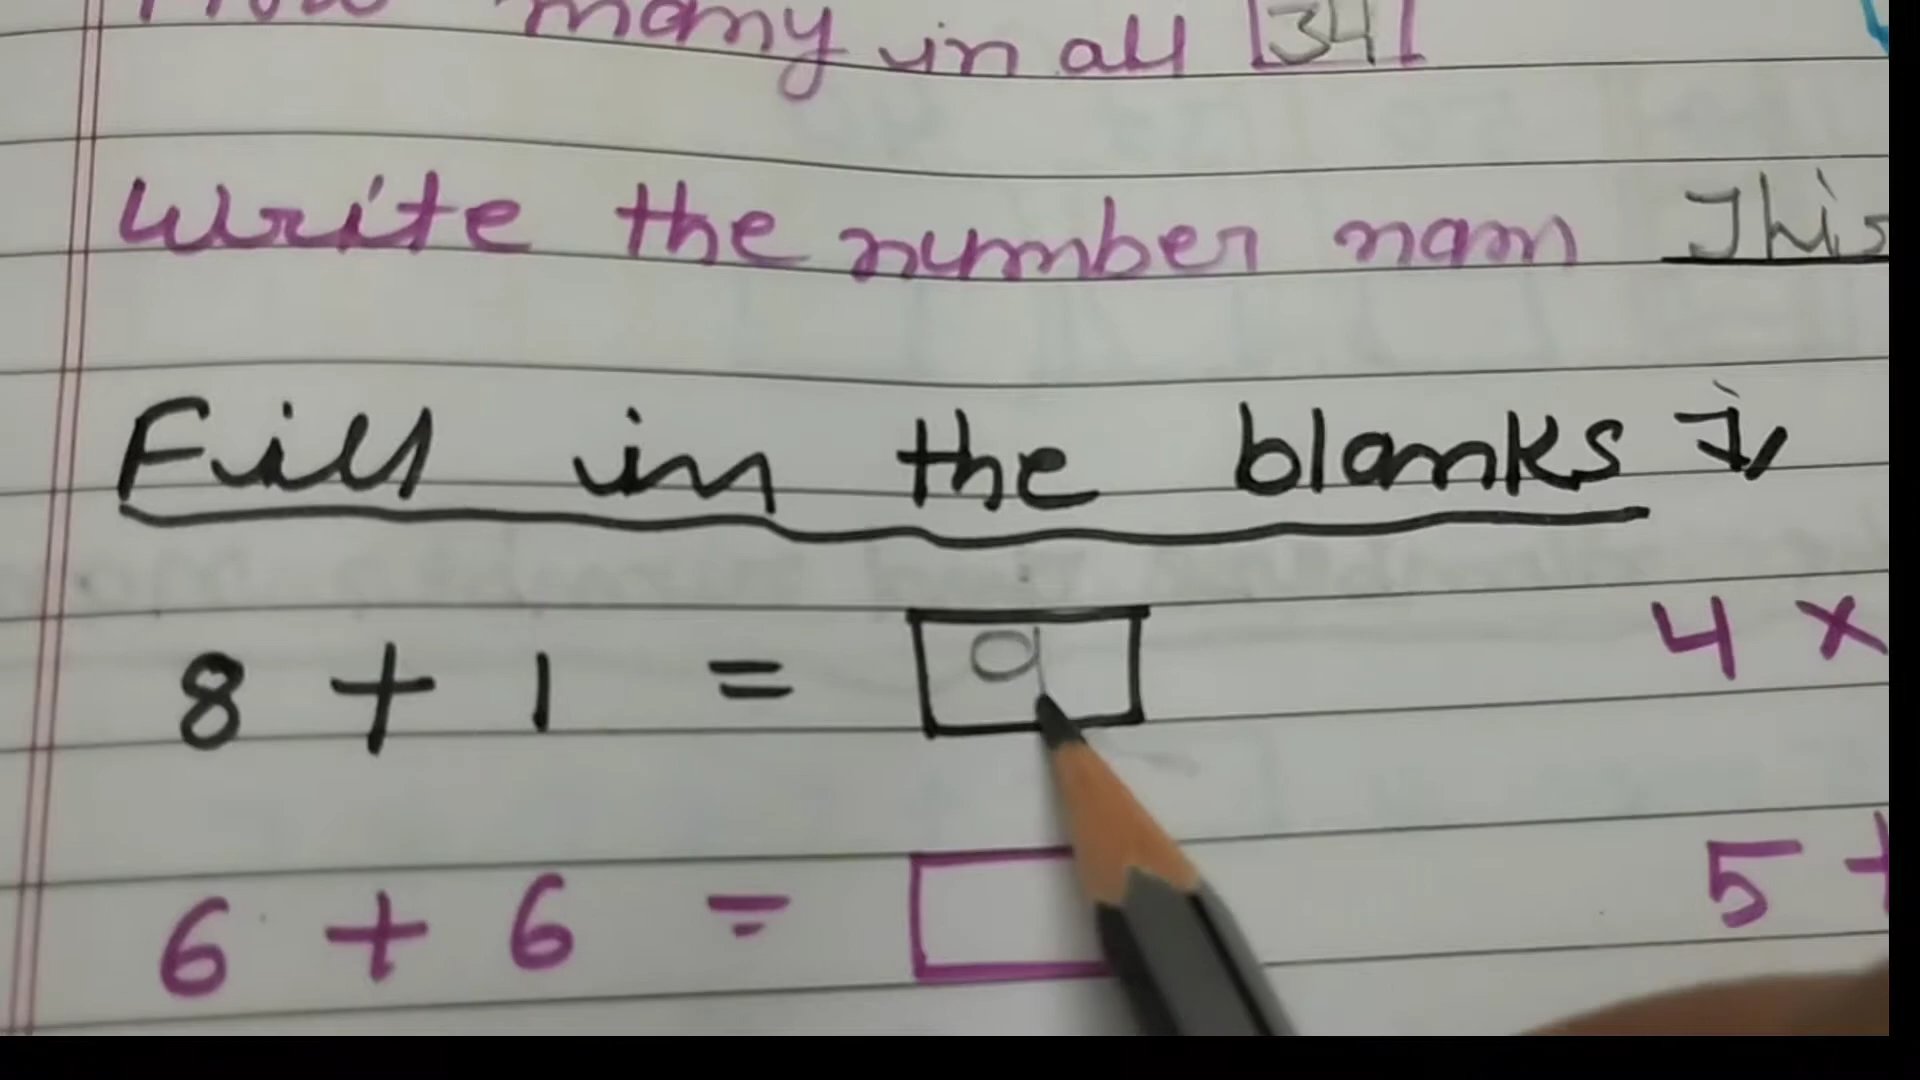 many in all 34
Write the number nam This
Fill in the blanks
8 + 1 = 9
4 ×
6 + 6 =
5 +